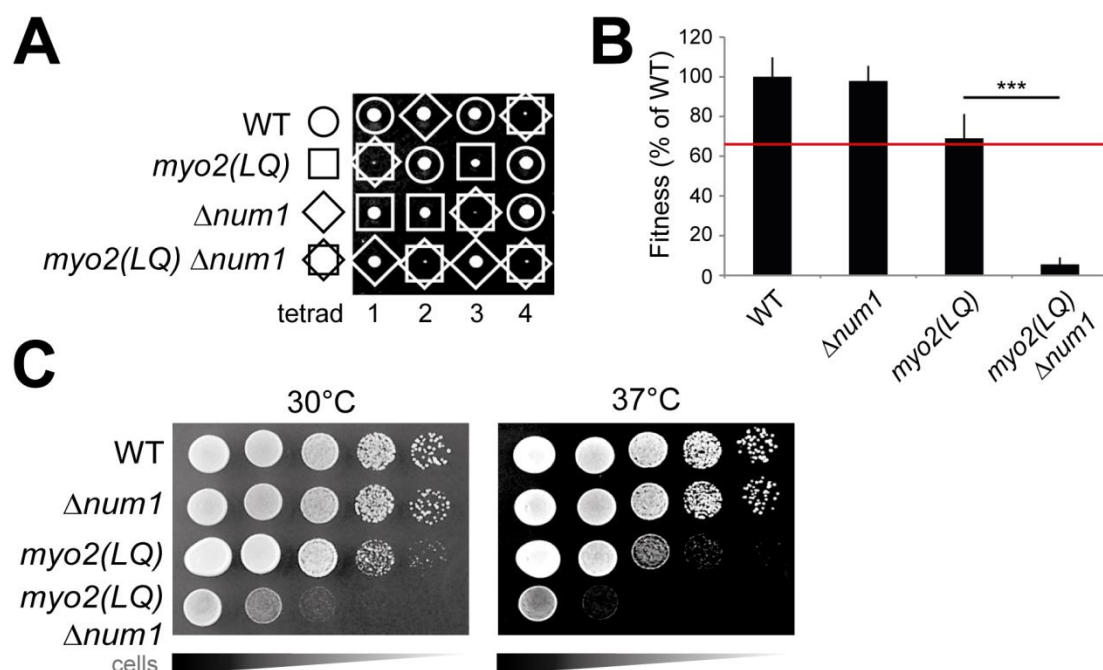 A
WT
myo2(LQ)
Δnum1
myo2(LQ) Δnum1
tetrad 1 2 3 4
B
Fitness (% of WT)
120
100
80
60
40
20
0
***
WT
Δnum1
myo2(LQ)
myo2(LQ)
Δnum1
C
30°C 37°C
WT
Δnum1
myo2(LQ)
myo2(LQ)
Δnum1
cells